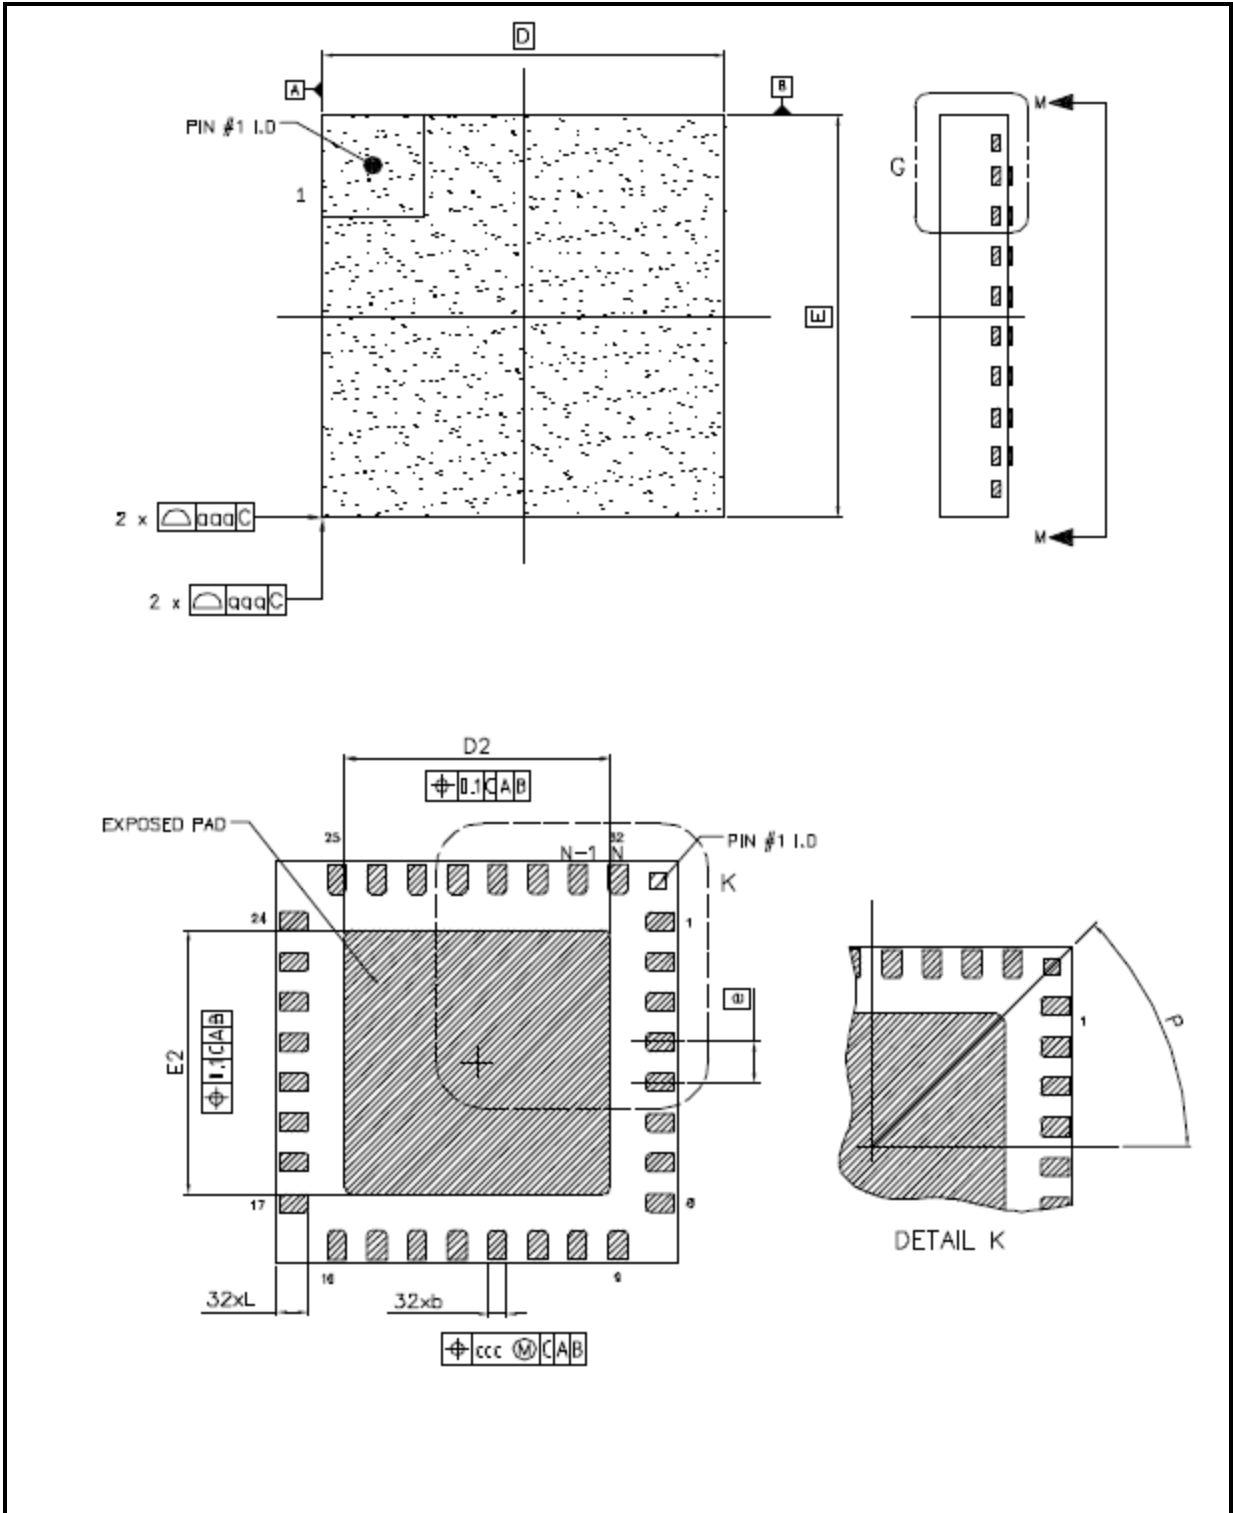 D
A
B
M
PIN #1 I.D
G
1
E
2 x aaa C
M
2 x aaa C
D2
0.1 C A B
EXPOSED PAD
25
32
N-1 N
PIN #1 I.D
K
24
1
e
E2
0.1 C A B
P
1
17
8
DETAIL K
16
9
32xL
32xb
ccc Ⓜ C A B